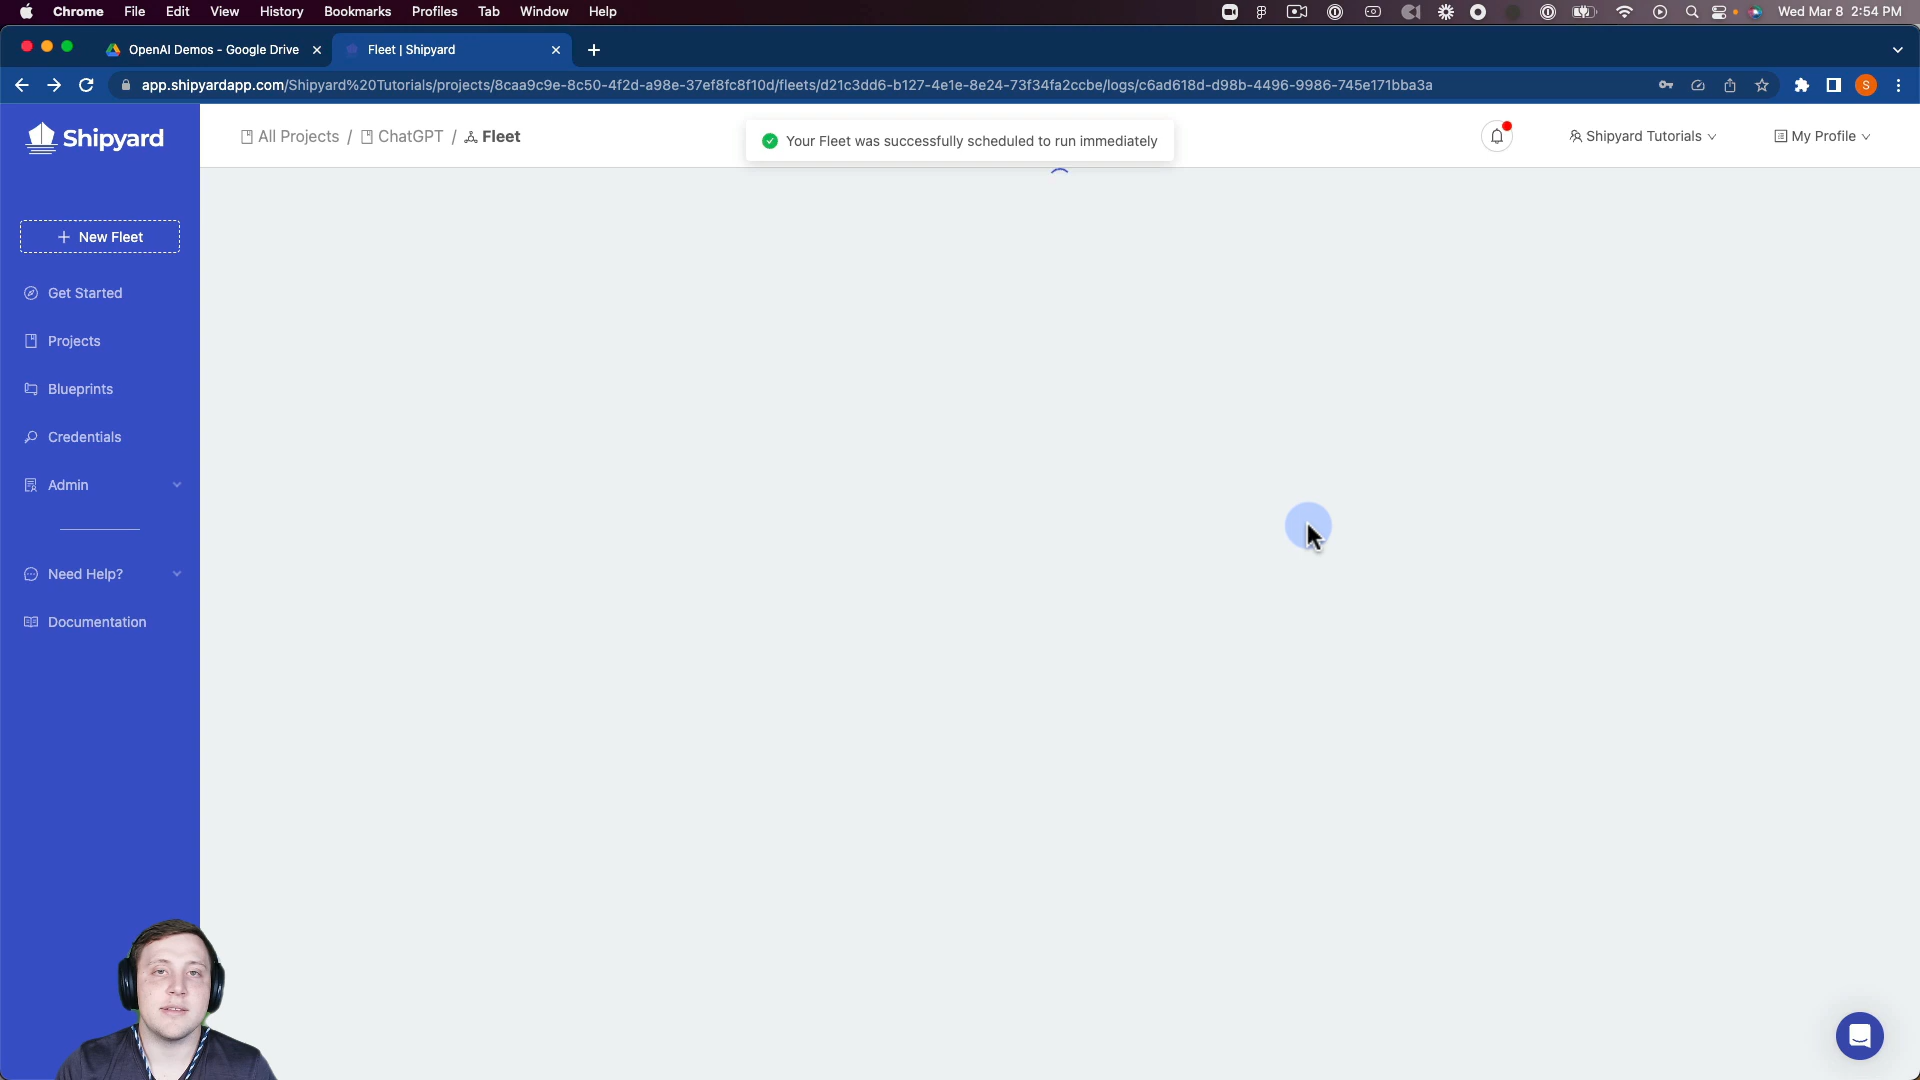 Chrome File Edit View History Bookmarks Profiles Tab Window Help Wed Mar 8 2:54 PM
OpenAI Demos - Google Drive Fleet | Shipyard
app.shipyardapp.com/Shipyard%20Tutorials/projects/8caa9c9e-8c50-4f2d-a98e-37ef8fc8f10d/fleets/d21c3dd6-b127-4e1e-8e24-73f34fa2ccbe/logs/c6ad618d-d98b-4496-9986-745e171bba3a S
Shipyard
All Projects / ChatGPT / Fleet
Your Fleet was successfully scheduled to run immediately
Shipyard Tutorials
My Profile
+ New Fleet
Get Started
Projects
Blueprints
Credentials
Admin
Need Help?
Documentation